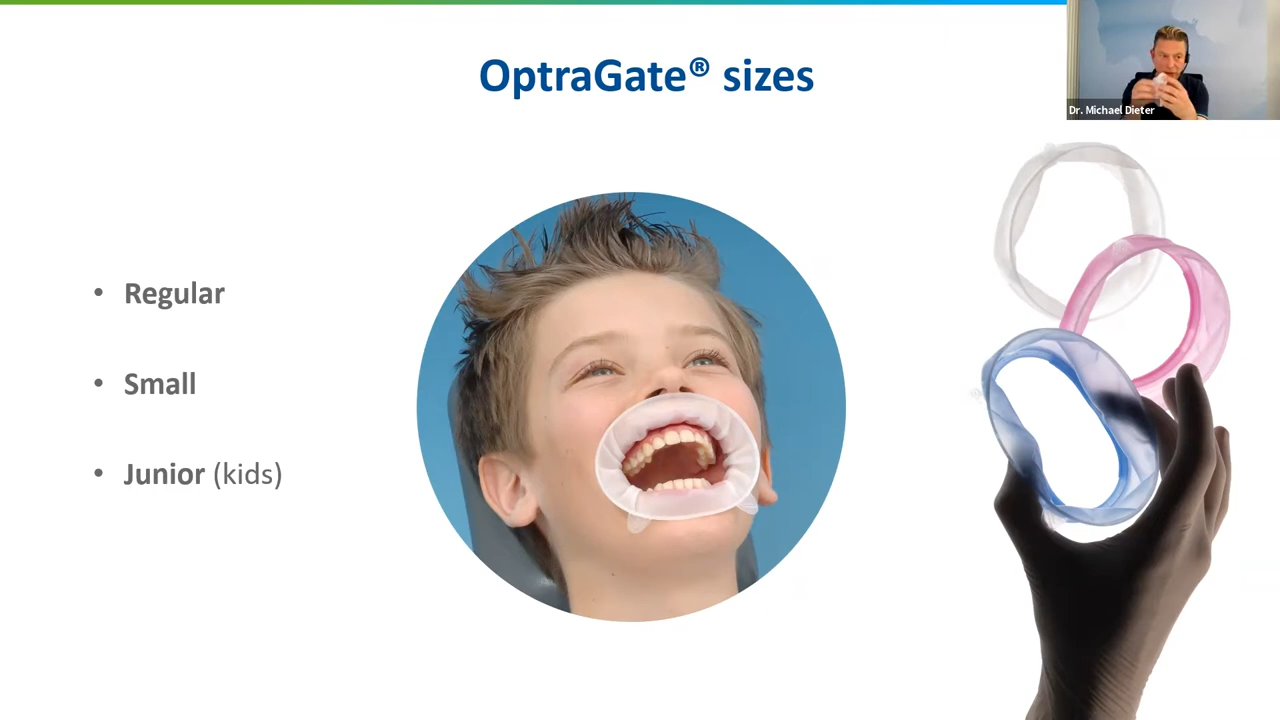 OptraGate® sizes
Dr. Michael Dieter
• Regular
• Small
• Junior (kids)